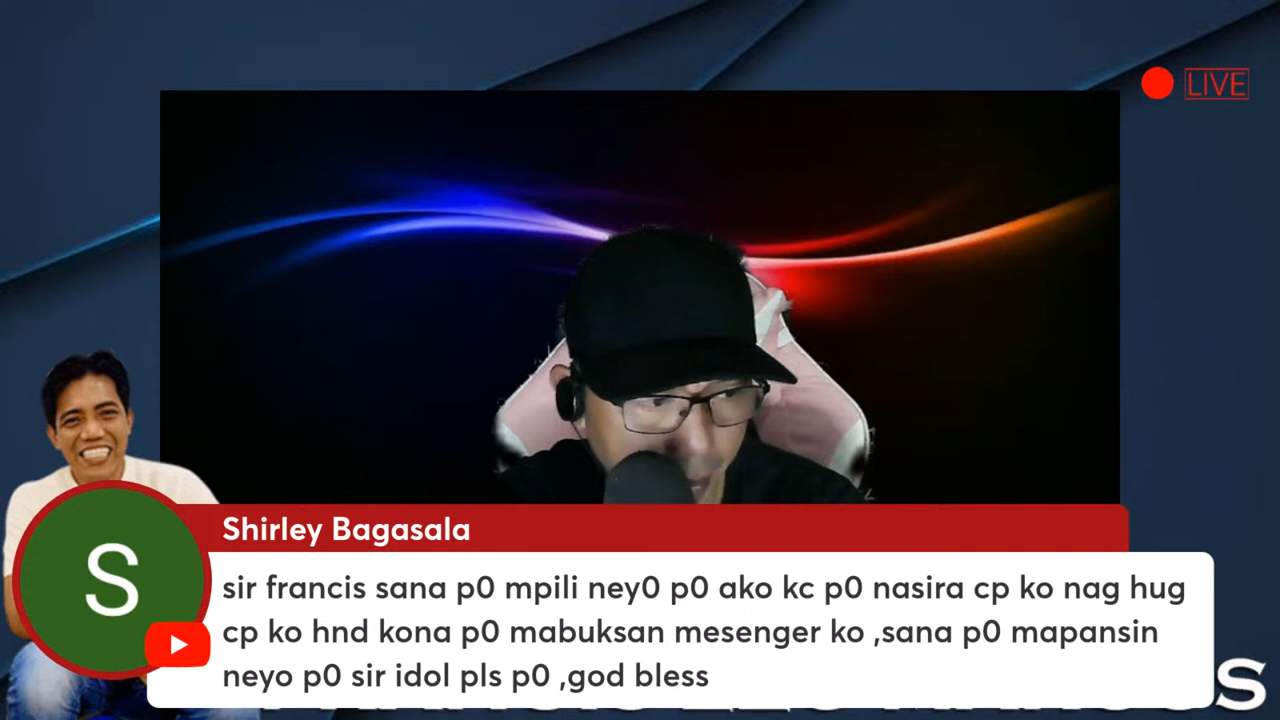 LIVE
Shirley Bagasala
S
sir francis sana p0 mpili ney0 p0 ako kc p0 nasira cp ko nag hug
cp ko hnd kona p0 mabuksan mesenger ko ,sana p0 mapansin
neyo p0 sir idol pls p0 ,god bless